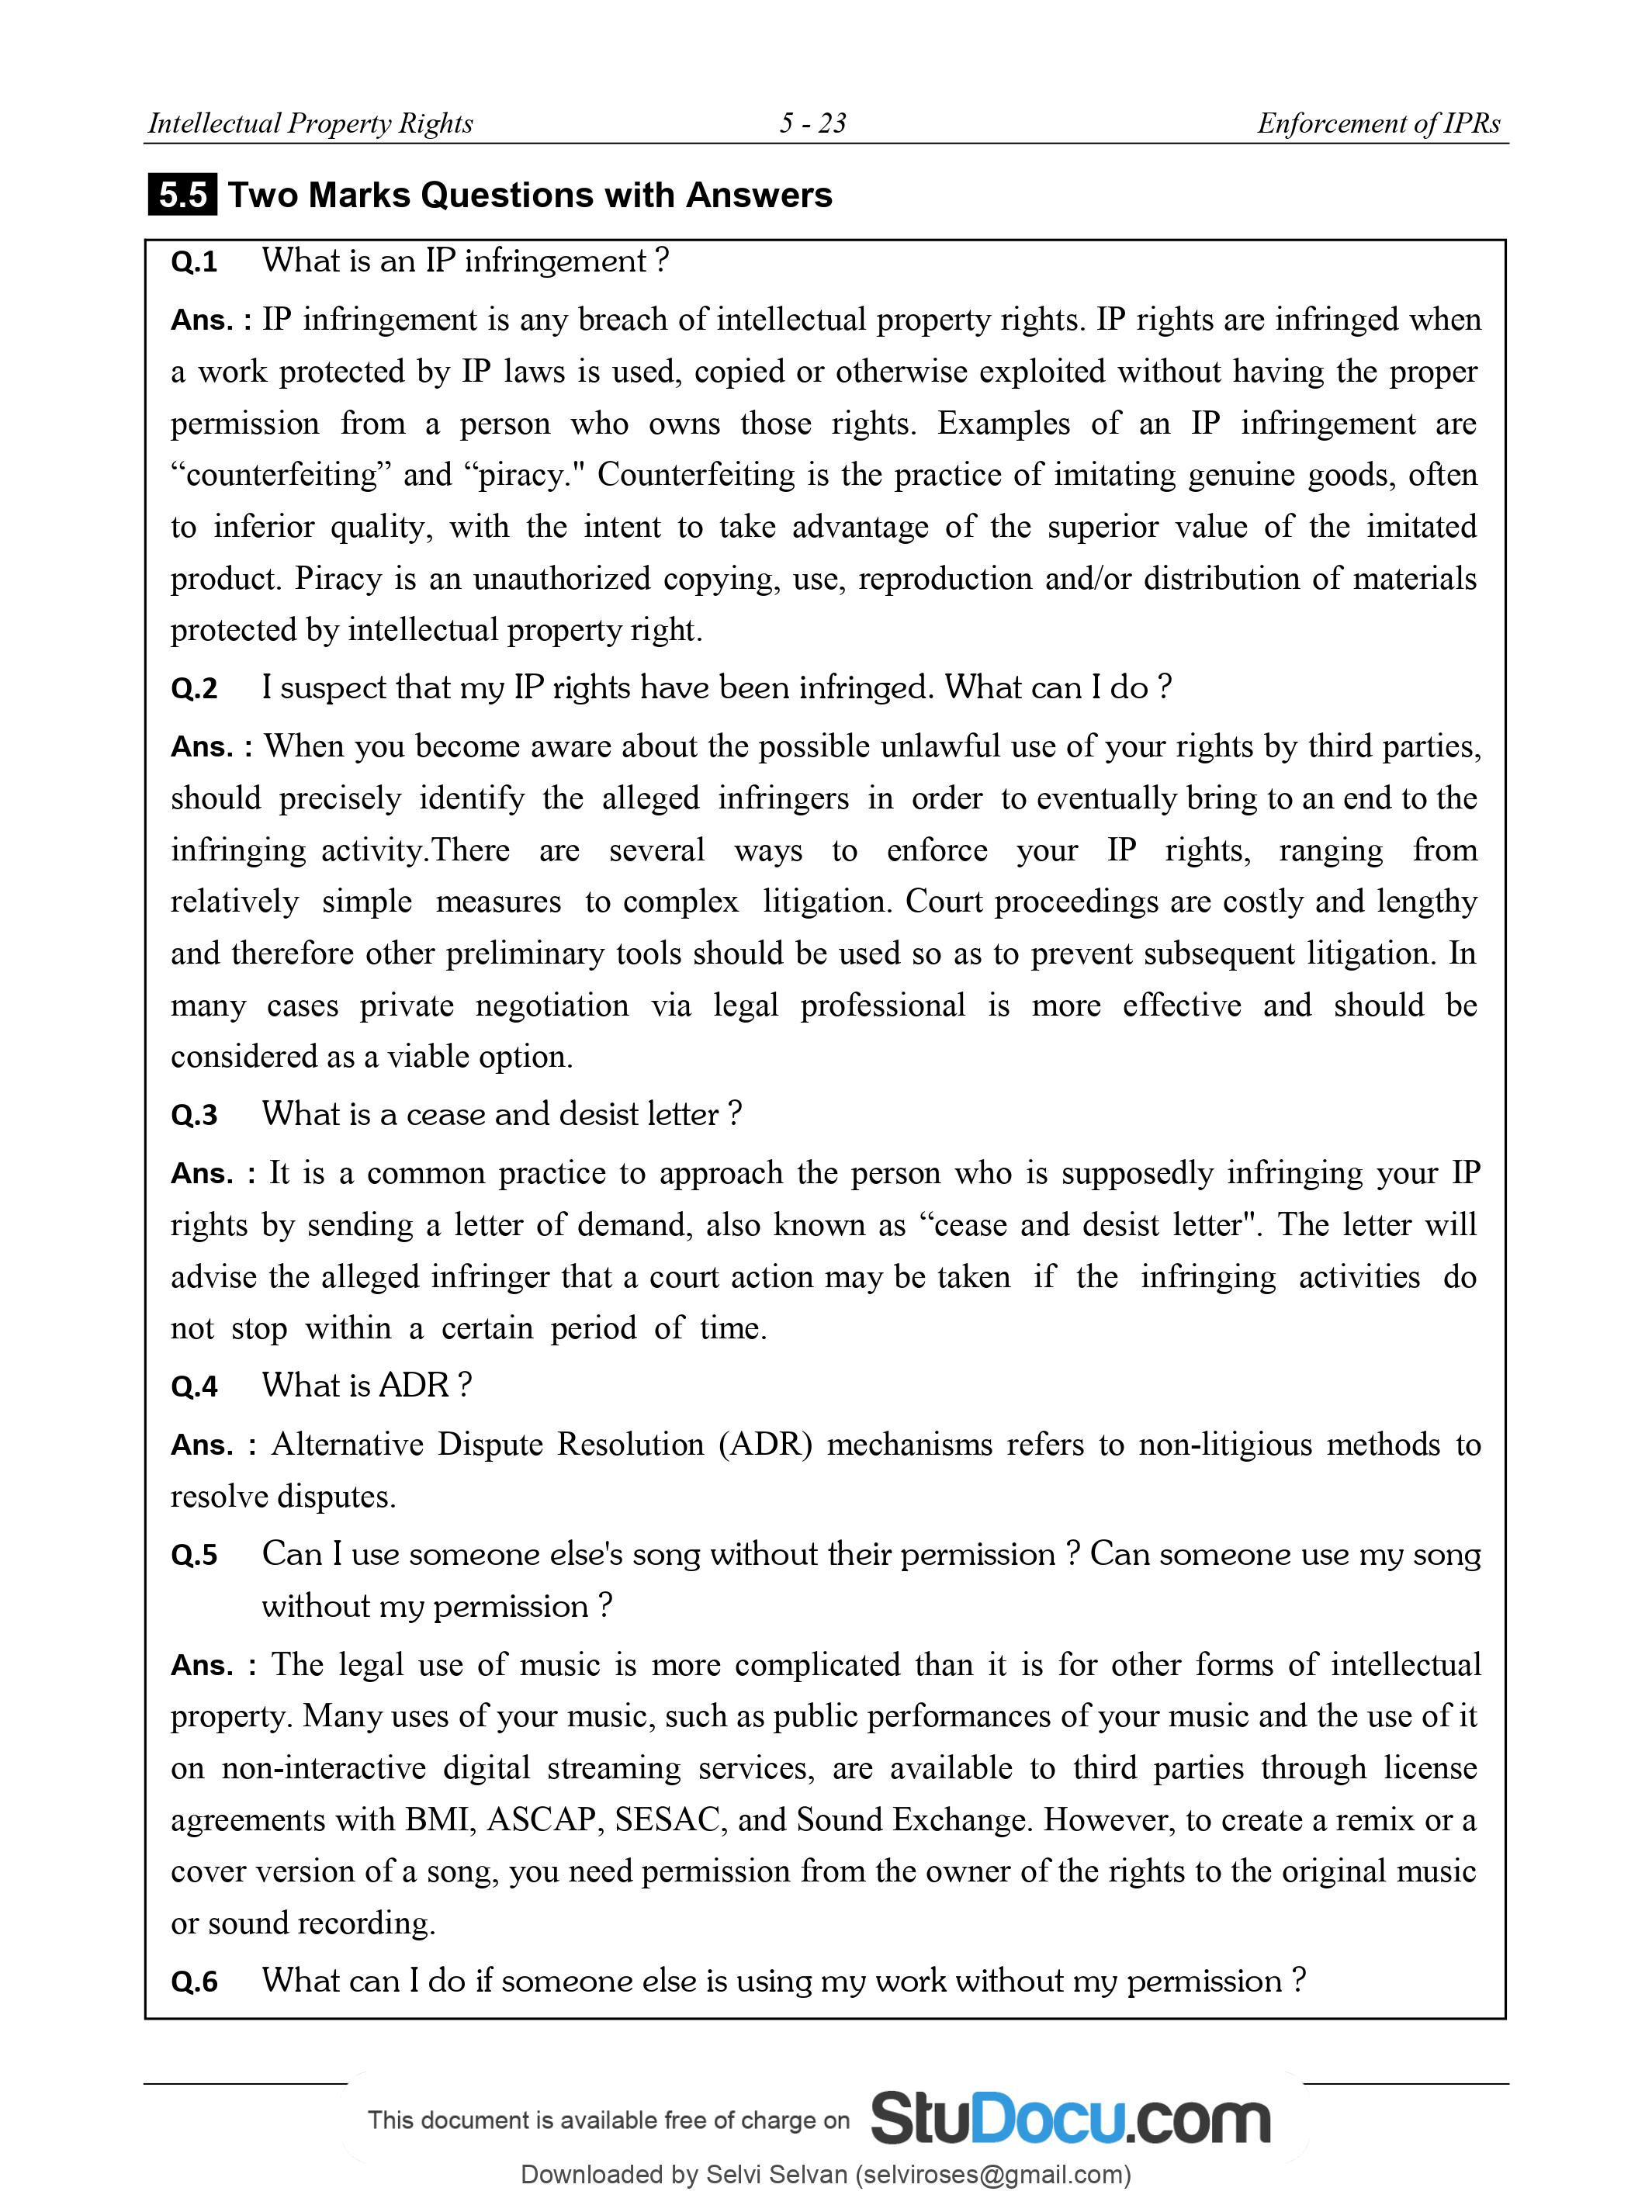 Intellectual Property Rights 5 - 23 Enforcement of IPRs
5.5 Two Marks Questions with Answers
Q.1 What is an IP infringement ?
Ans. : IP infringement is any breach of intellectual property rights. IP rights are infringed when
a work protected by IP laws is used, copied or otherwise exploited without having the proper
permission from a person who owns those rights. Examples of an IP infringement are
“counterfeiting” and “piracy." Counterfeiting is the practice of imitating genuine goods, often
to inferior quality, with the intent to take advantage of the superior value of the imitated
product. Piracy is an unauthorized copying, use, reproduction and/or distribution of materials
protected by intellectual property right.
Q.2 I suspect that my IP rights have been infringed. What can I do ?
Ans. : When you become aware about the possible unlawful use of your rights by third parties,
should precisely identify the alleged infringers in order to eventually bring to an end to the
infringing activity.There are several ways to enforce your IP rights, ranging from
relatively simple measures to complex litigation. Court proceedings are costly and lengthy
and therefore other preliminary tools should be used so as to prevent subsequent litigation. In
many cases private negotiation via legal professional is more effective and should be
considered as a viable option.
Q.3 What is a cease and desist letter ?
Ans. : It is a common practice to approach the person who is supposedly infringing your IP
rights by sending a letter of demand, also known as “cease and desist letter". The letter will
advise the alleged infringer that a court action may be taken if the infringing activities do
not stop within a certain period of time.
Q.4 What is ADR ?
Ans. : Alternative Dispute Resolution (ADR) mechanisms refers to non-litigious methods to
resolve disputes.
Q.5 Can I use someone else's song without their permission ? Can someone use my song
without my permission ?
Ans. : The legal use of music is more complicated than it is for other forms of intellectual
property. Many uses of your music, such as public performances of your music and the use of it
on non-interactive digital streaming services, are available to third parties through license
agreements with BMI, ASCAP, SESAC, and Sound Exchange. However, to create a remix or a
cover version of a song, you need permission from the owner of the rights to the original music
or sound recording.
Q.6 What can I do if someone else is using my work without my permission ?
This document is available free of charge on StuDocu.com
Downloaded by Selvi Selvan (selviroses@gmail.com)